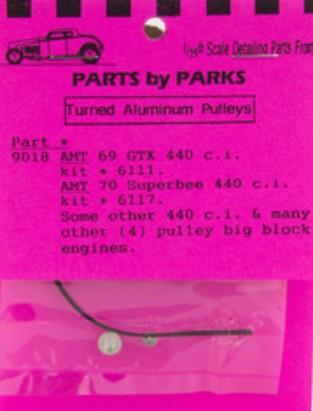 1/25th Scale Detailing Parts From
PARTS by PARKS
Turned Aluminum Pulleys
Part *
9018 AMT 69 GTX 440 c.i.
kit * 6111.
AMT 70 Superbee 440 c.i.
kit * 6117.
Some other 440 c.i. & many
other (4) pulley big block
engines.